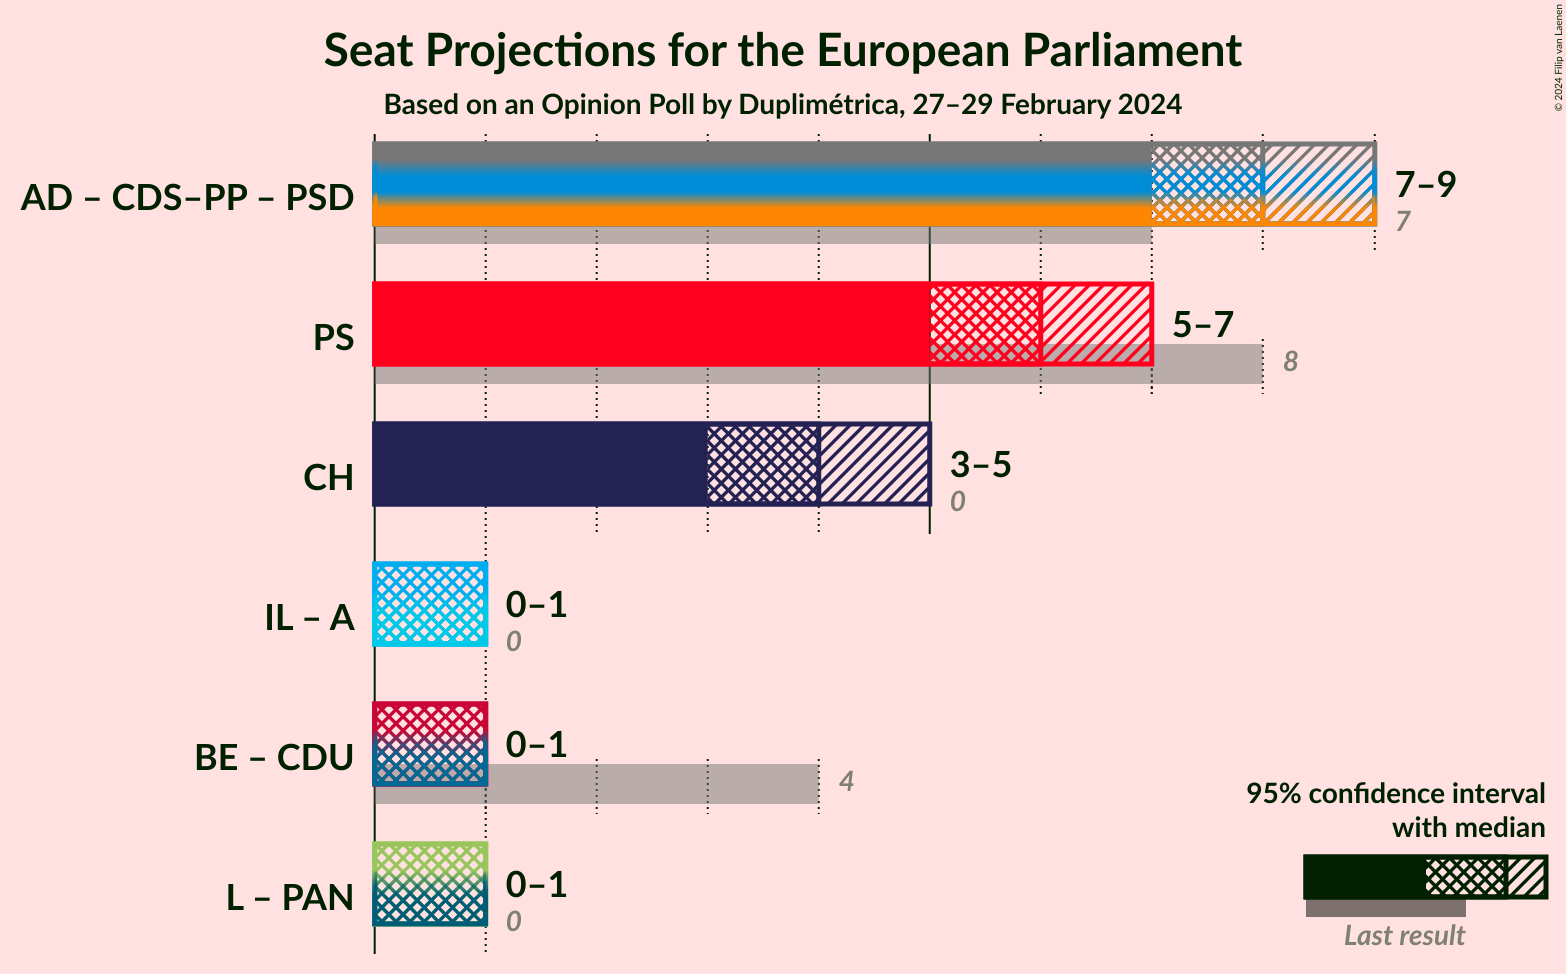 Seat Projections for the European Parliament
Based on an Opinion Poll by Duplimétrica, 27–29 February 2024
© 2024 Filip van Laenen
AD – CDS–PP – PSD
7–9
7
PS
5–7
8
CH
3–5
0
IL – A
0–1
0
BE – CDU
0–1
4
L – PAN
0–1
0
95% confidence interval
with median
Last result